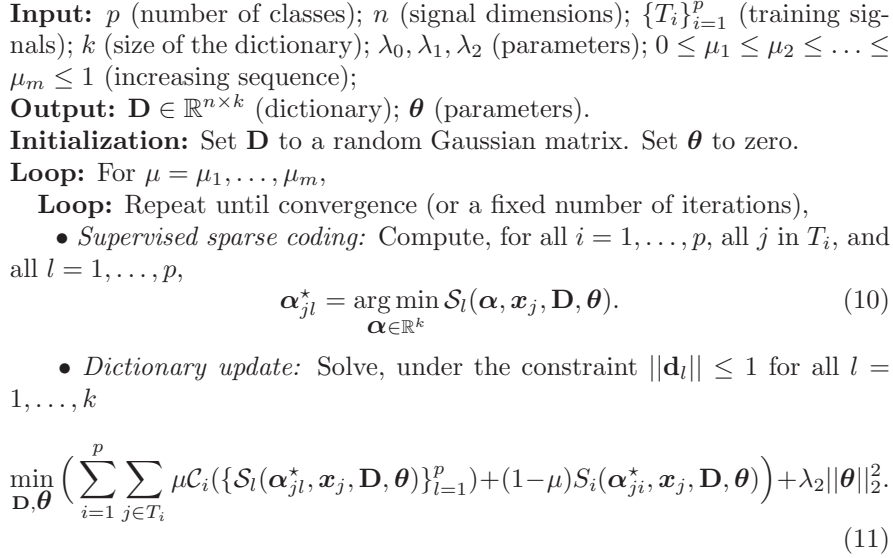 Input: p (number of classes); n (signal dimensions); {T_i}_{i=1}^p (training sig-
nals); k (size of the dictionary); λ_0, λ_1, λ_2 (parameters); 0 ≤ μ_1 ≤ μ_2 ≤ … ≤
μ_m ≤ 1 (increasing sequence);
Output: D ∈ ℝ^{n×k} (dictionary); θ (parameters).
Initialization: Set D to a random Gaussian matrix. Set θ to zero.
Loop: For μ = μ_1, …, μ_m,
Loop: Repeat until convergence (or a fixed number of iterations),
• Supervised sparse coding: Compute, for all i = 1, …, p, all j in T_i, and
all l = 1, …, p,
α*_{jl} = arg min_{α∈ℝ^k} S_l(α, x_j, D, θ). (10)
• Dictionary update: Solve, under the constraint ||d_l|| ≤ 1 for all l =
1, …, k
min_{D,θ} ( ∑_{i=1}^p ∑_{j∈T_i} μC_i({S_l(α*_{jl}, x_j, D, θ)}_{l=1}^p)+(1−μ)S_i(α*_{ji}, x_j, D, θ) )+λ_2||θ||_2^2.
(11)